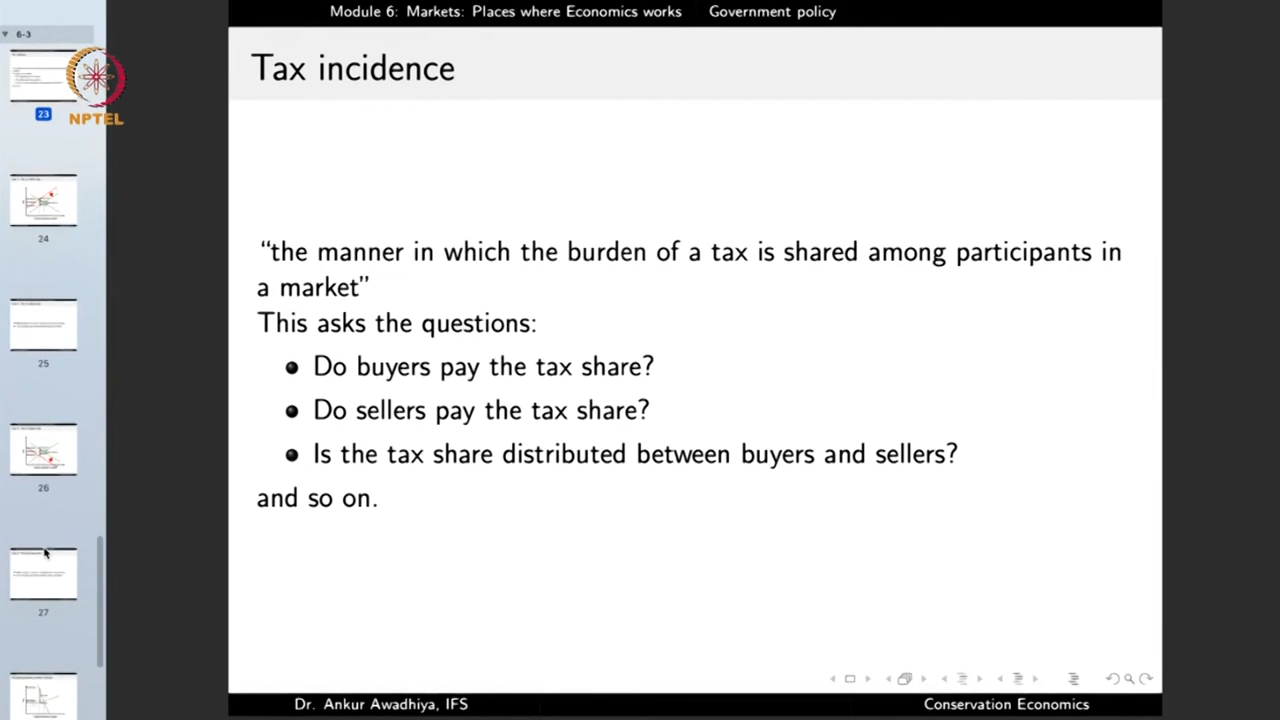 Module 6: Markets: Places where Economics works Government policy
6-3
NPTEL
23
24
25
26
27
Tax incidence
“the manner in which the burden of a tax is shared among participants in
a market”
This asks the questions:
Do buyers pay the tax share?
Do sellers pay the tax share?
Is the tax share distributed between buyers and sellers?
and so on.
Dr. Ankur Awadhiya, IFS Conservation Economics